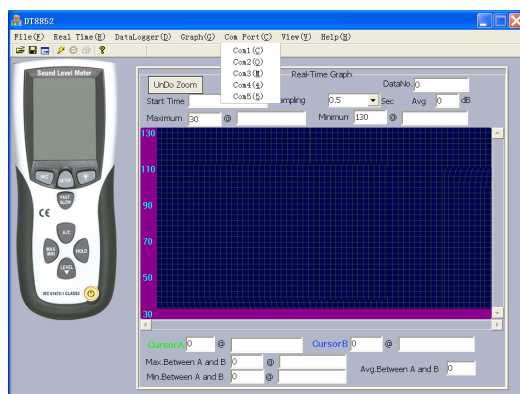 DT8852
File(F) Real Time(R) DataLogger(D) Graph(G) Com Port(C) View(V) Help(H)
Com1(C)
Com2(O)
Com3(M)
Com4(4)
Com5(5)
Sound Level Meter
REC
SETUP
FAST
SLOW
A/C
MAX
MIN
HOLD
LEVEL
CE
IEC 61672-1 CLASS2
Real-Time Graph
UnDo Zoom
DataNo. 0
Start Time
mpling 0.5 Sec Avg 0 dB
Maximum 30 @ Minimum 130 @
130
110
90
70
50
30
CursorA 0 @ CursorB 0 @
Max.Between A and B 0 @
Avg.Between A and B 0
Min.Between A and B 0 @